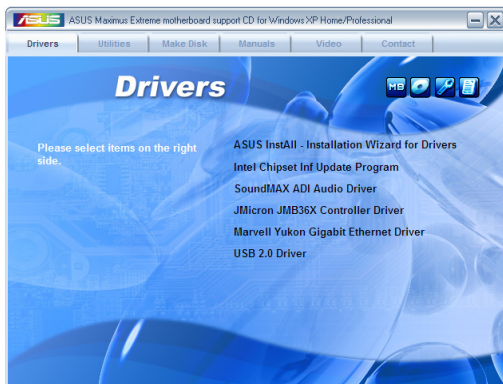 ASUS ASUS Maximus Extreme motherboard support CD for Windows XP Home/Professional
Drivers Utilities Make Disk Manuals Video Contact
Drivers
MB
Please select items on the right
side.
ASUS InstAll - Installation Wizard for Drivers
Intel Chipset Inf Update Program
SoundMAX ADI Audio Driver
JMicron JMB36X Controller Driver
Marvell Yukon Gigabit Ethernet Driver
USB 2.0 Driver